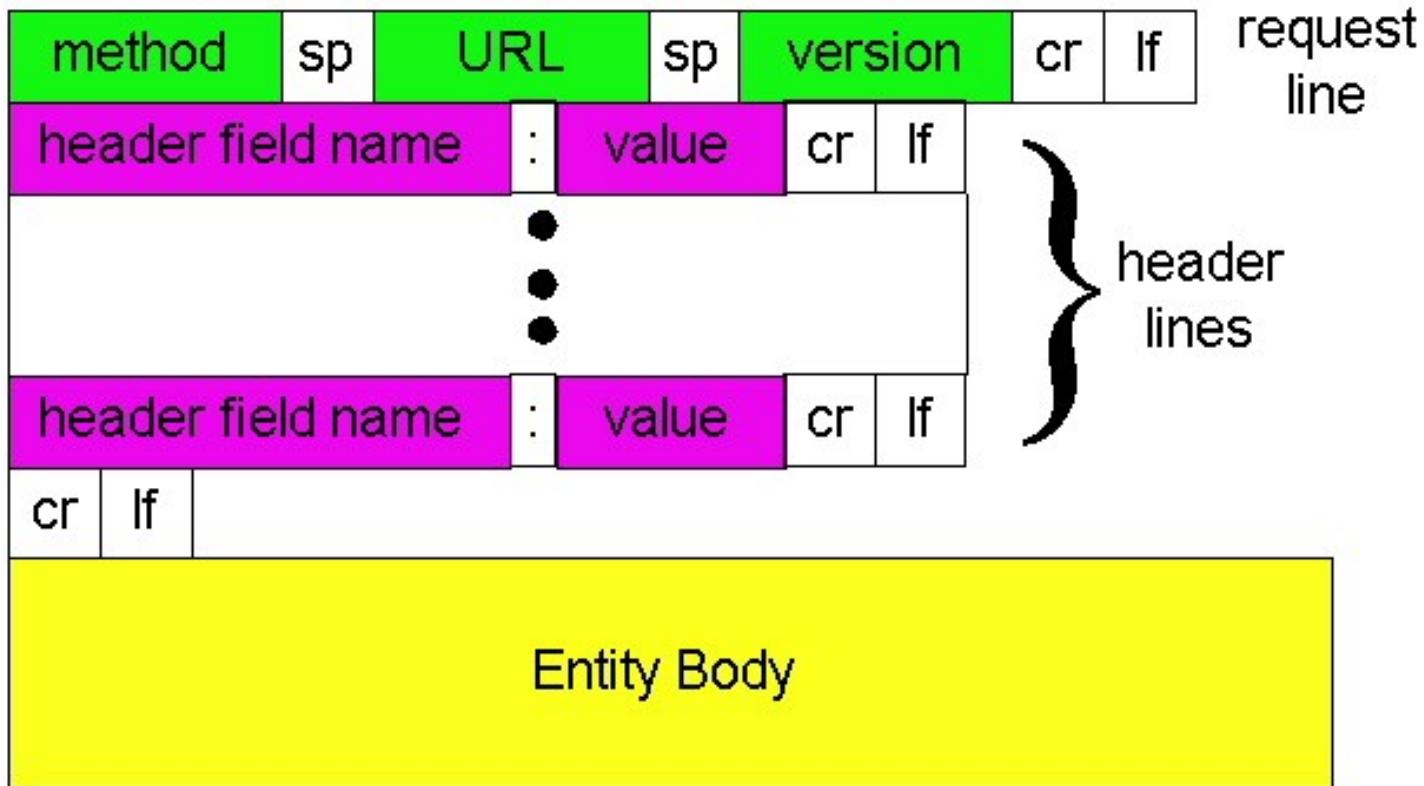 method sp URL sp version cr lf
request
line
header field name : value cr lf
header
lines
header field name : value cr lf
cr lf
Entity Body